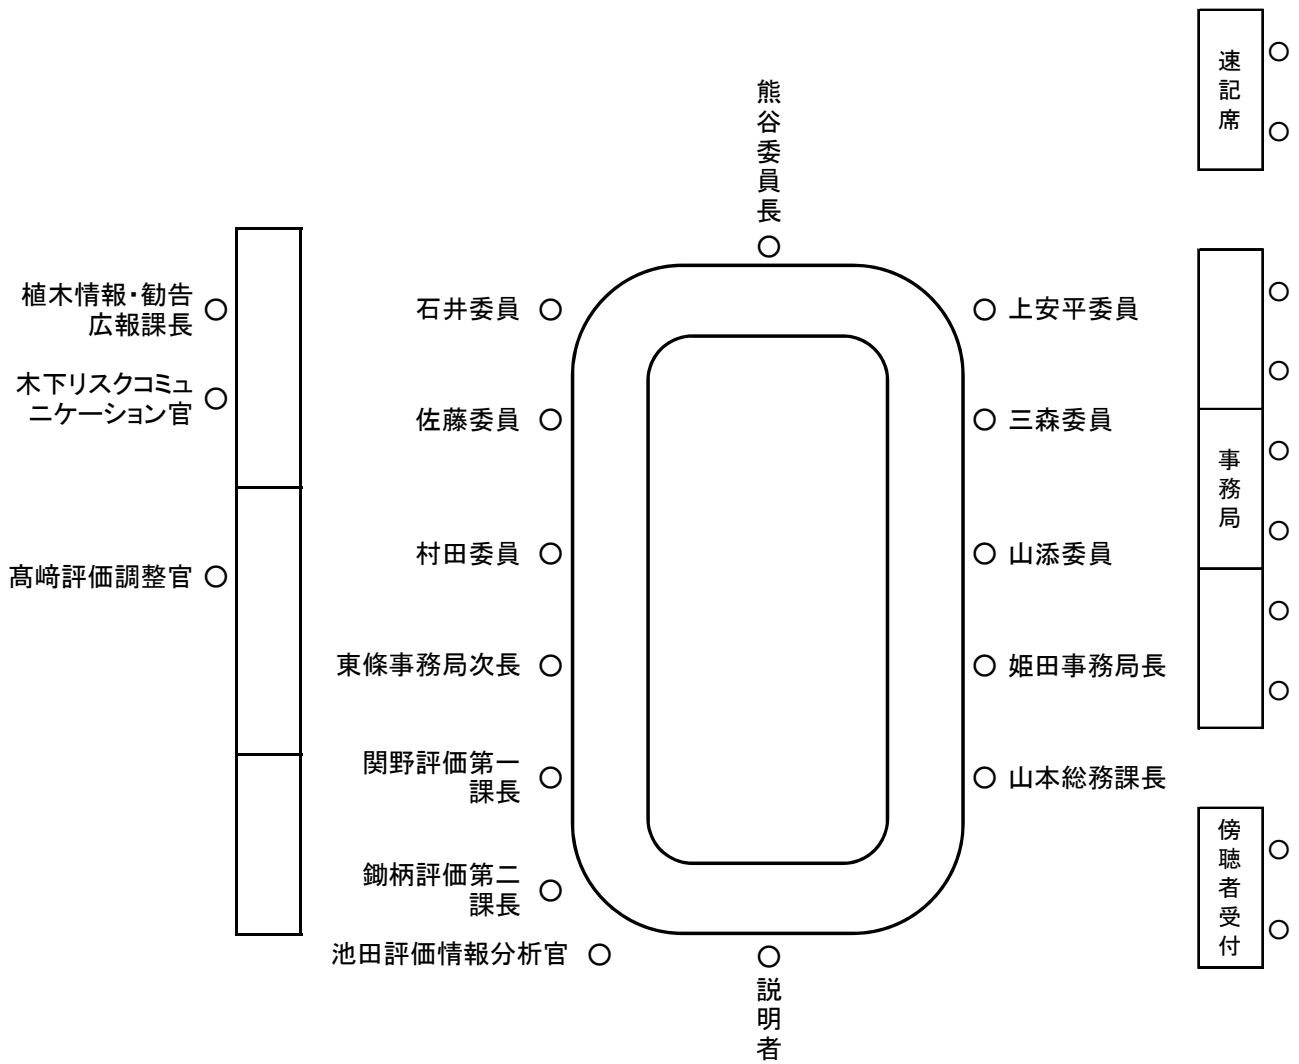 速記席
熊谷委員長
植木情報・勧告
広報課長
石井委員
上安平委員
木下リスクコミュ
ニケーション官
佐藤委員
三森委員
事務局
村田委員
山添委員
髙﨑評価調整官
東條事務局次長
姫田事務局長
関野評価第一
課長
山本総務課長
傍聴者受付
鋤柄評価第二
課長
池田評価情報分析官
説明者